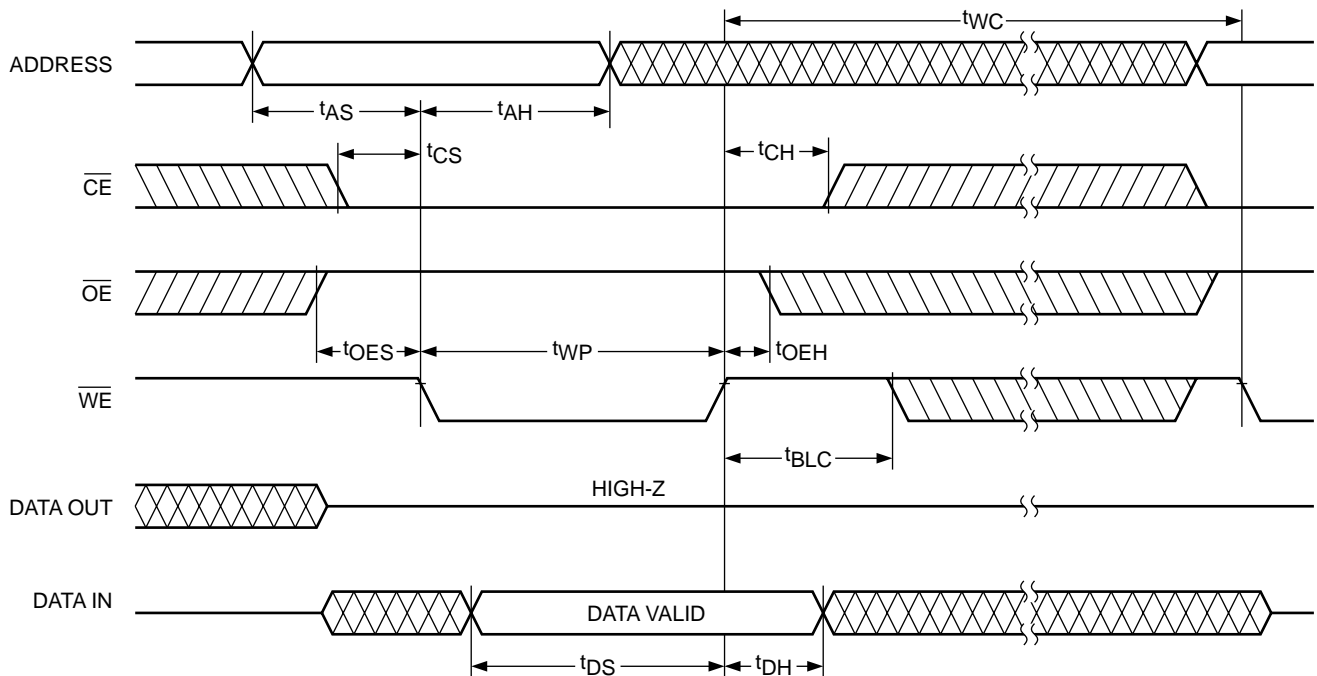 tWC
ADDRESS
tAS
tAH
tCS
tCH
CE
OE
tOES
tWP
tOEH
WE
tBLC
DATA OUT
HIGH-Z
DATA IN
DATA VALID
tDS
tDH